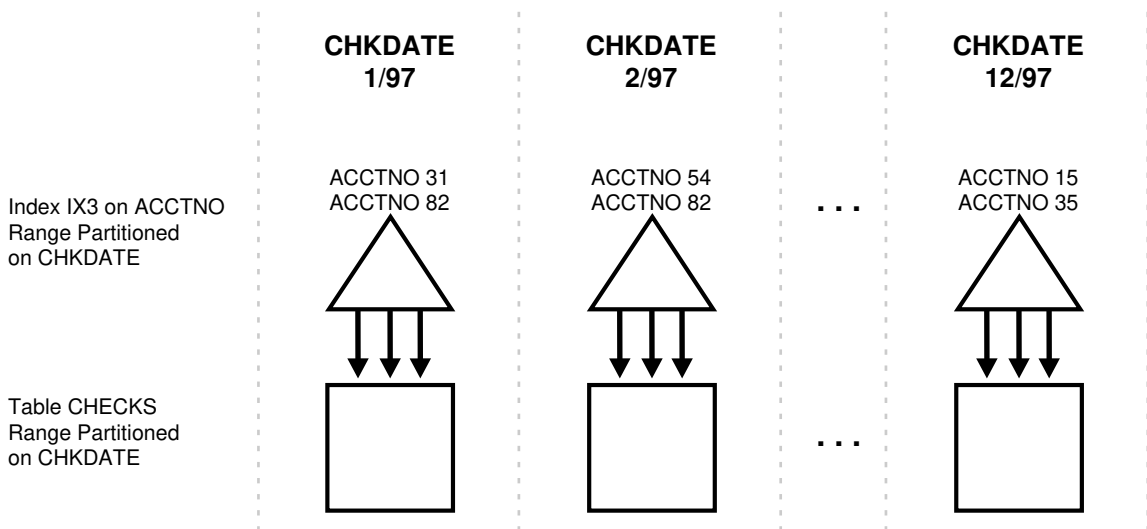 CHKDATE
1/97
CHKDATE
2/97
CHKDATE
12/97
Index IX3 on ACCTNO
Range Partitioned
on CHKDATE
ACCTNO 31
ACCTNO 82
ACCTNO 54
ACCTNO 82
. . .
ACCTNO 15
ACCTNO 35
Table CHECKS
Range Partitioned
on CHKDATE
. . .